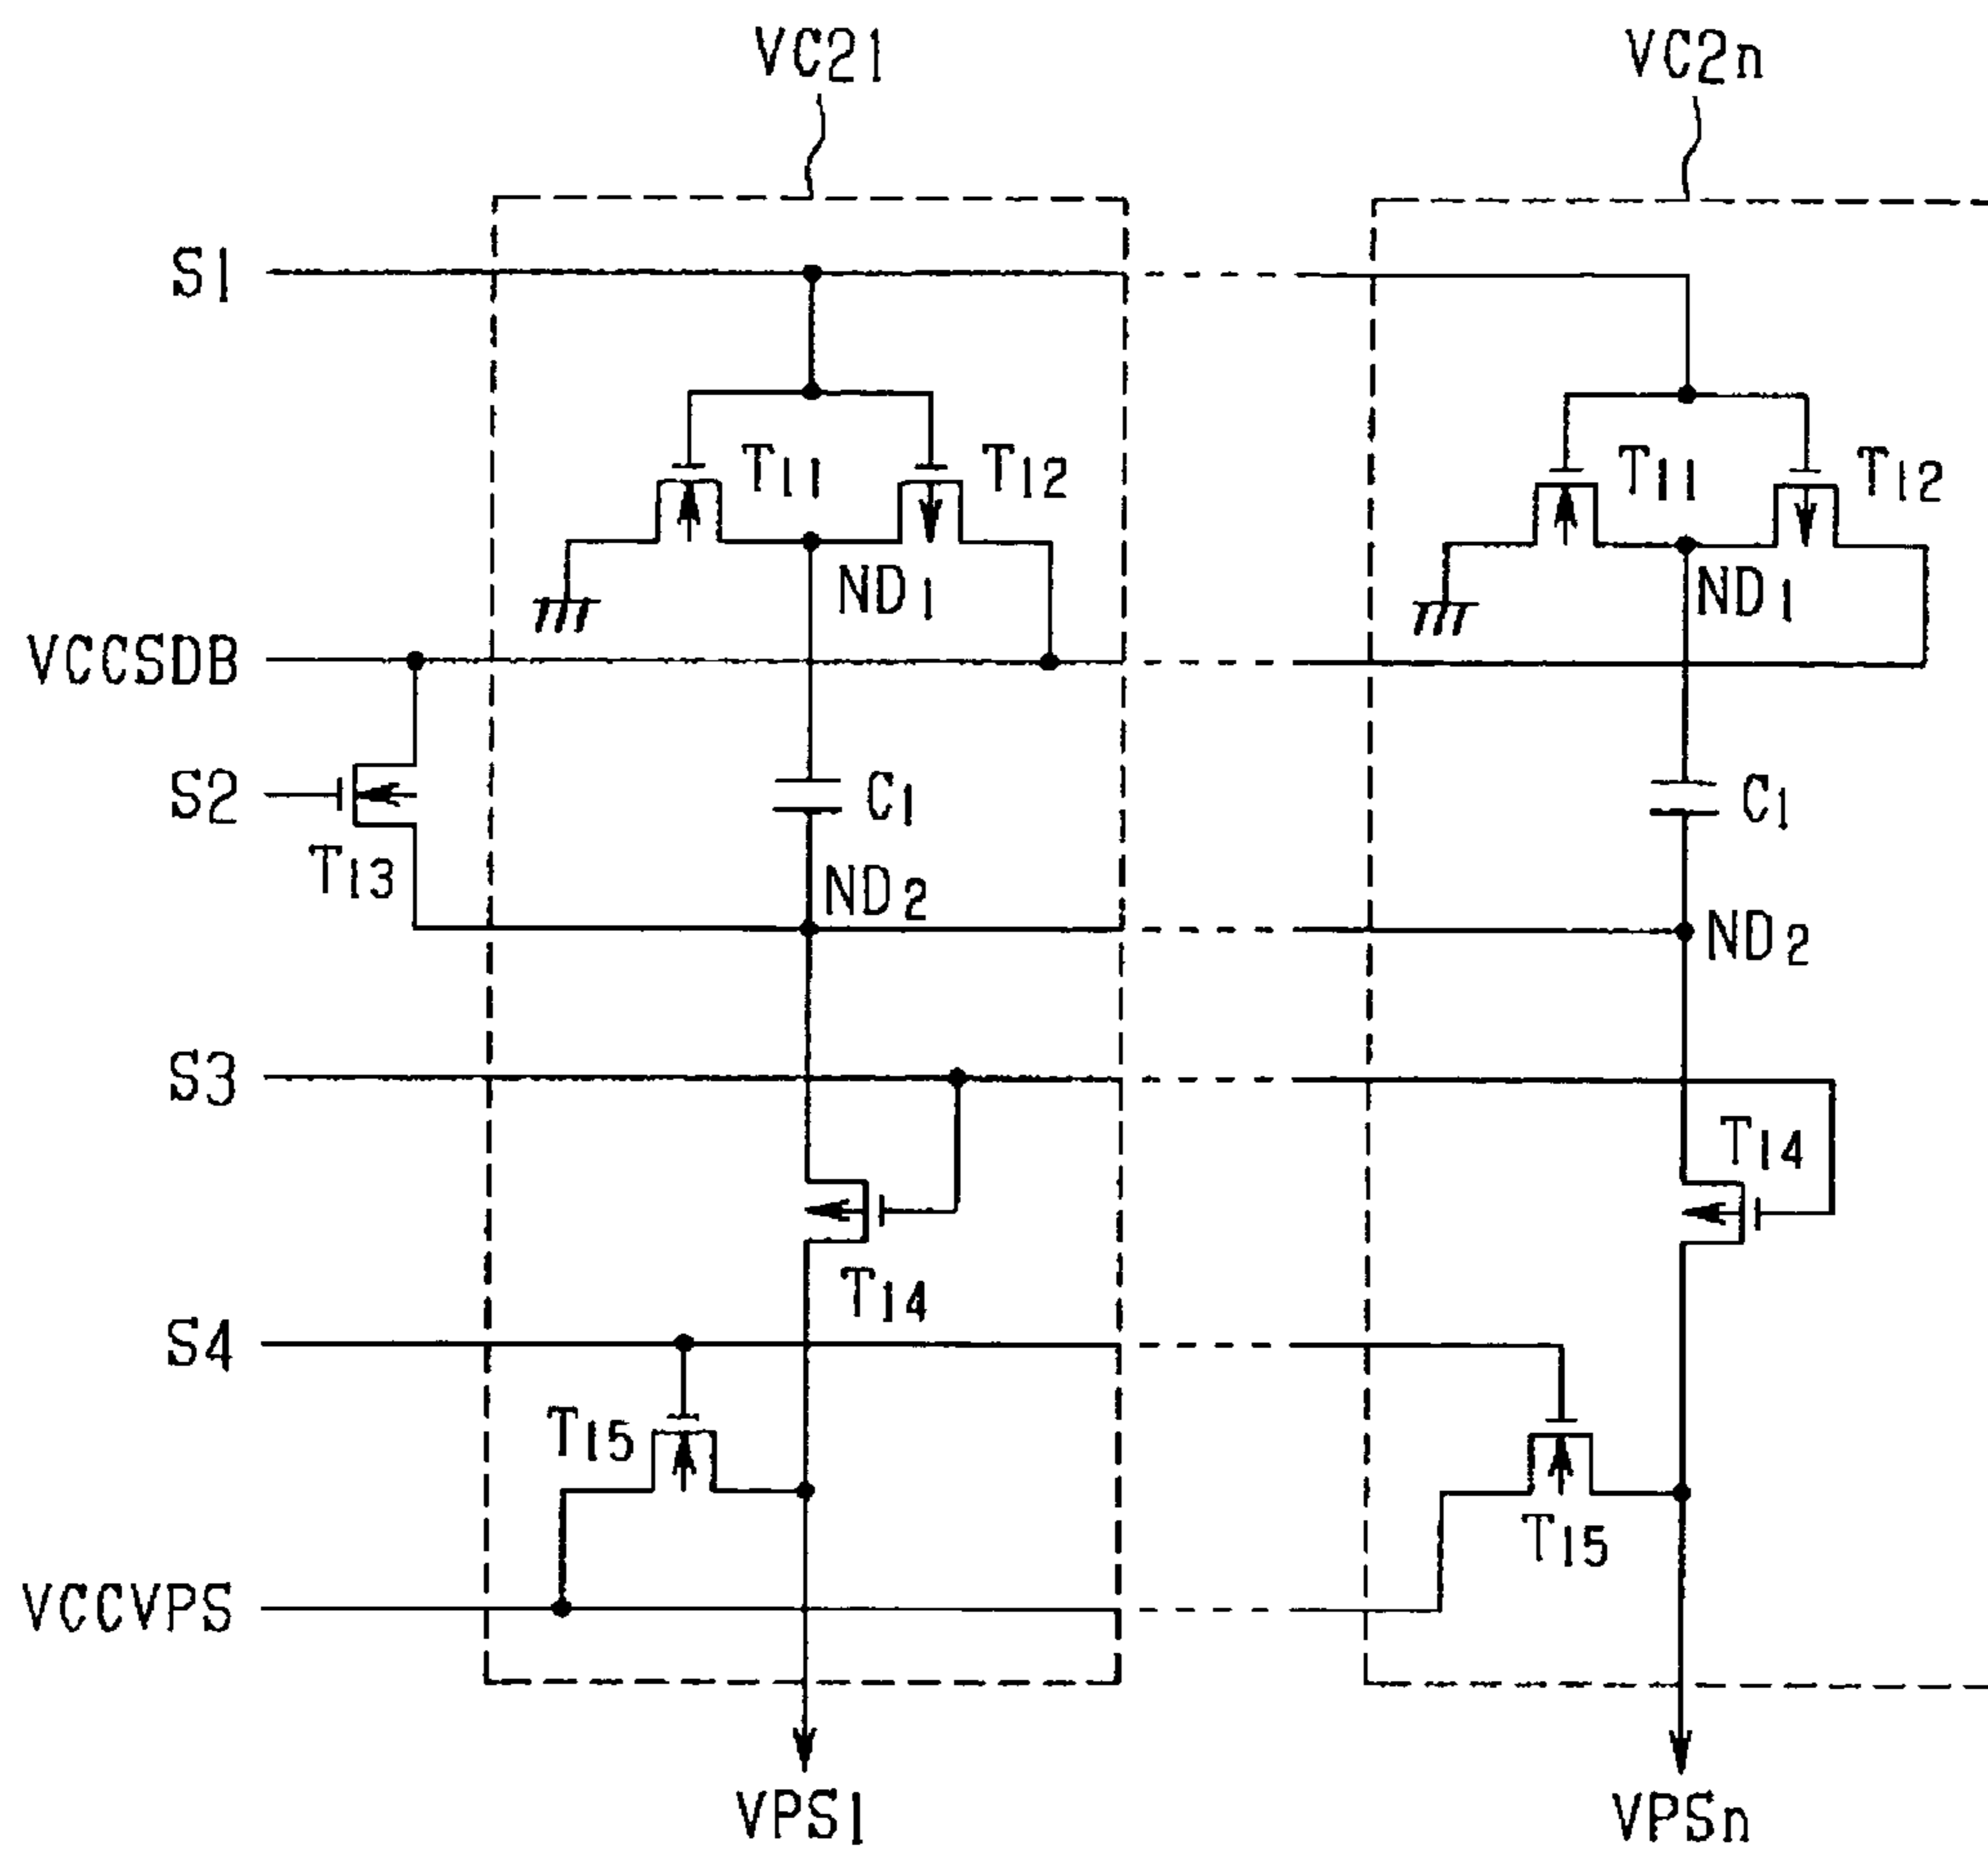 VC21
VC2n
S1
T11
T12
T11
T12
ND1
ND1
VCCSDB
S2
C1
C1
T13
ND2
ND2
S3
T14
T14
S4
T15
T15
VCCVPS
VPS1
VPSn